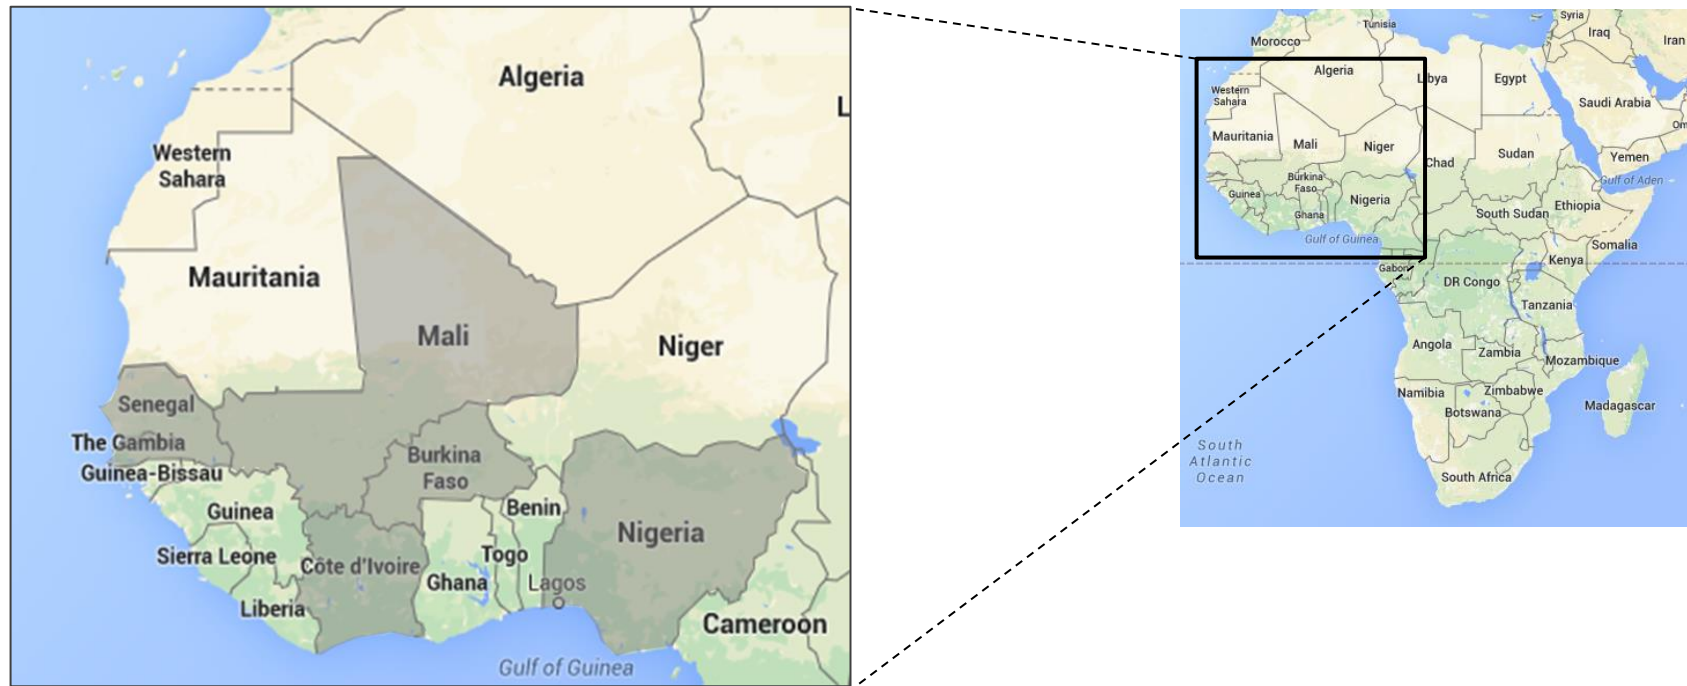 Algeria
L
Western
Sahara
Mauritania
Mali
Niger
Senegal
The Gambia
Guinea-Bissau
Burkina
Faso
Guinea
Benin
Nigeria
Sierra Leone
Côte d'Ivoire
Togo
Ghana
Lagos
Liberia
Cameroon
Gulf of Guinea
Tunisia
Syria
Iraq
Iran
Morocco
Algeria
Libya
Egypt
Western
Sahara
Saudi Arabia
Om
Mauritania
Mali
Niger
Chad
Sudan
Yemen
Gulf of Aden
Burkina
Faso
Guinea
Nigeria
Ghana
Ethiopia
South Sudan
Gulf of Guinea
Somalia
Gabon
Kenya
DR Congo
Tanzania
Angola
Zambia
Mozambique
Namibia
Zimbabwe
Botswana
Madagascar
South
Atlantic
Ocean
South Africa